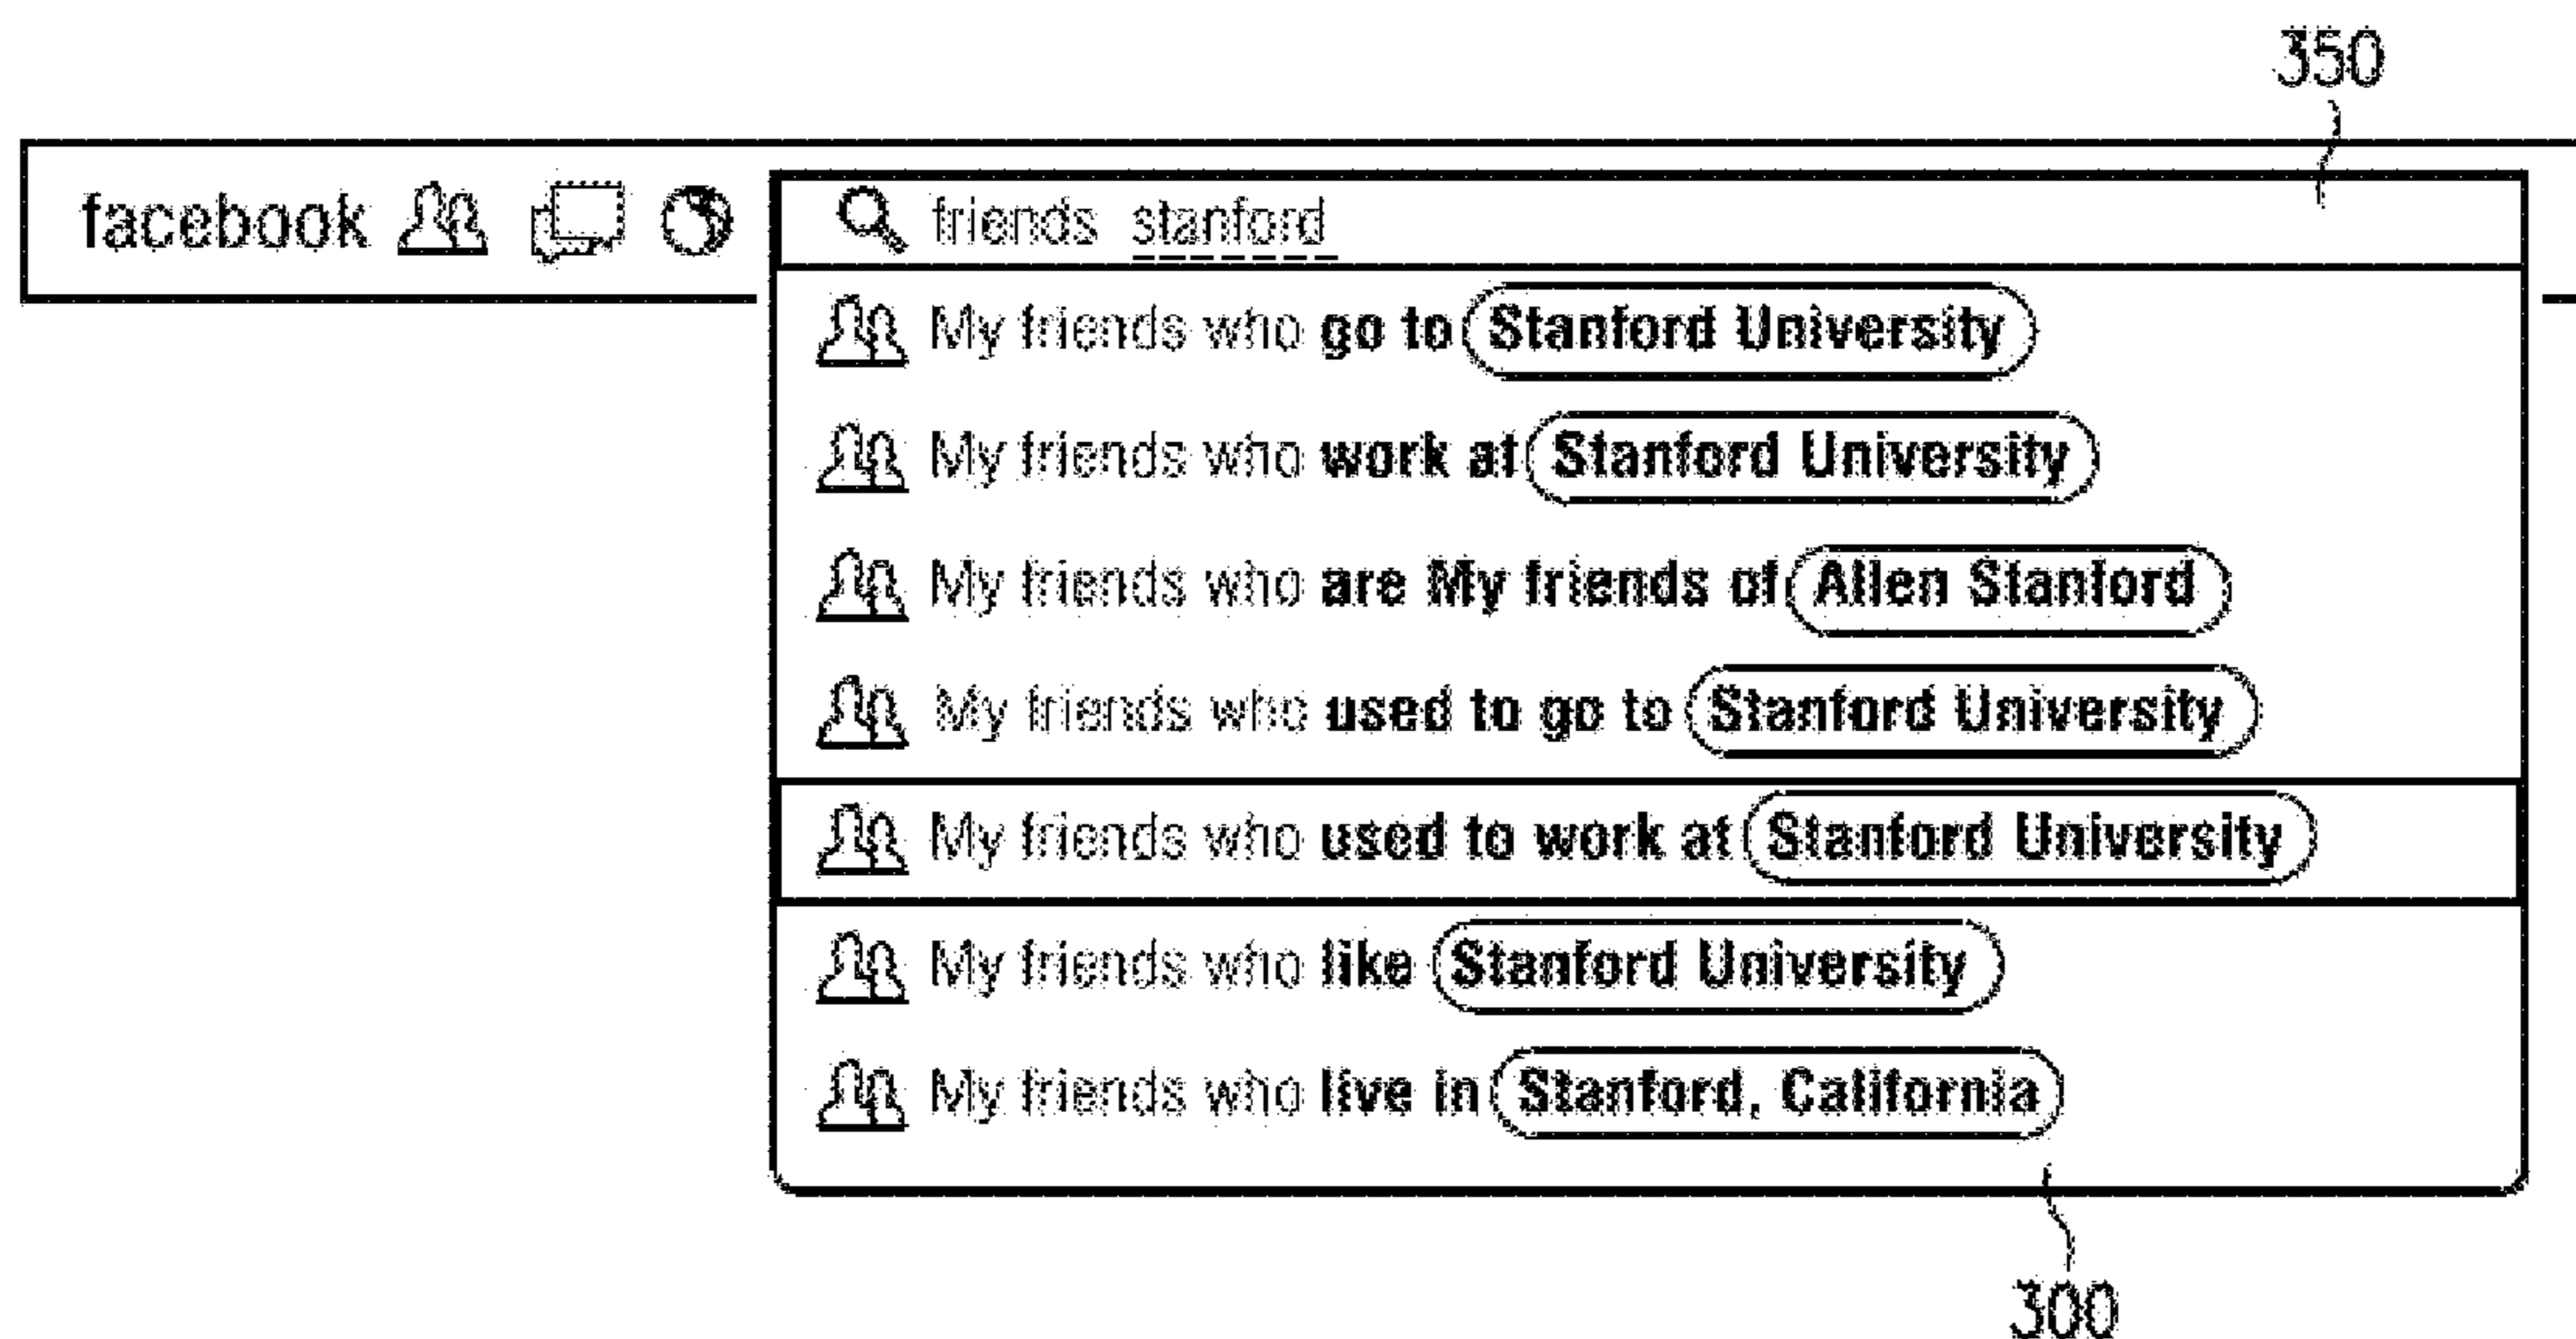 350
facebook friends stanford
My friends who go to Stanford University
My friends who work at Stanford University
My friends who are My friends of Allen Stanford
My friends who used to go to Stanford University
My friends who used to work at Stanford University
My friends who like Stanford University
My friends who live in Stanford, California
300